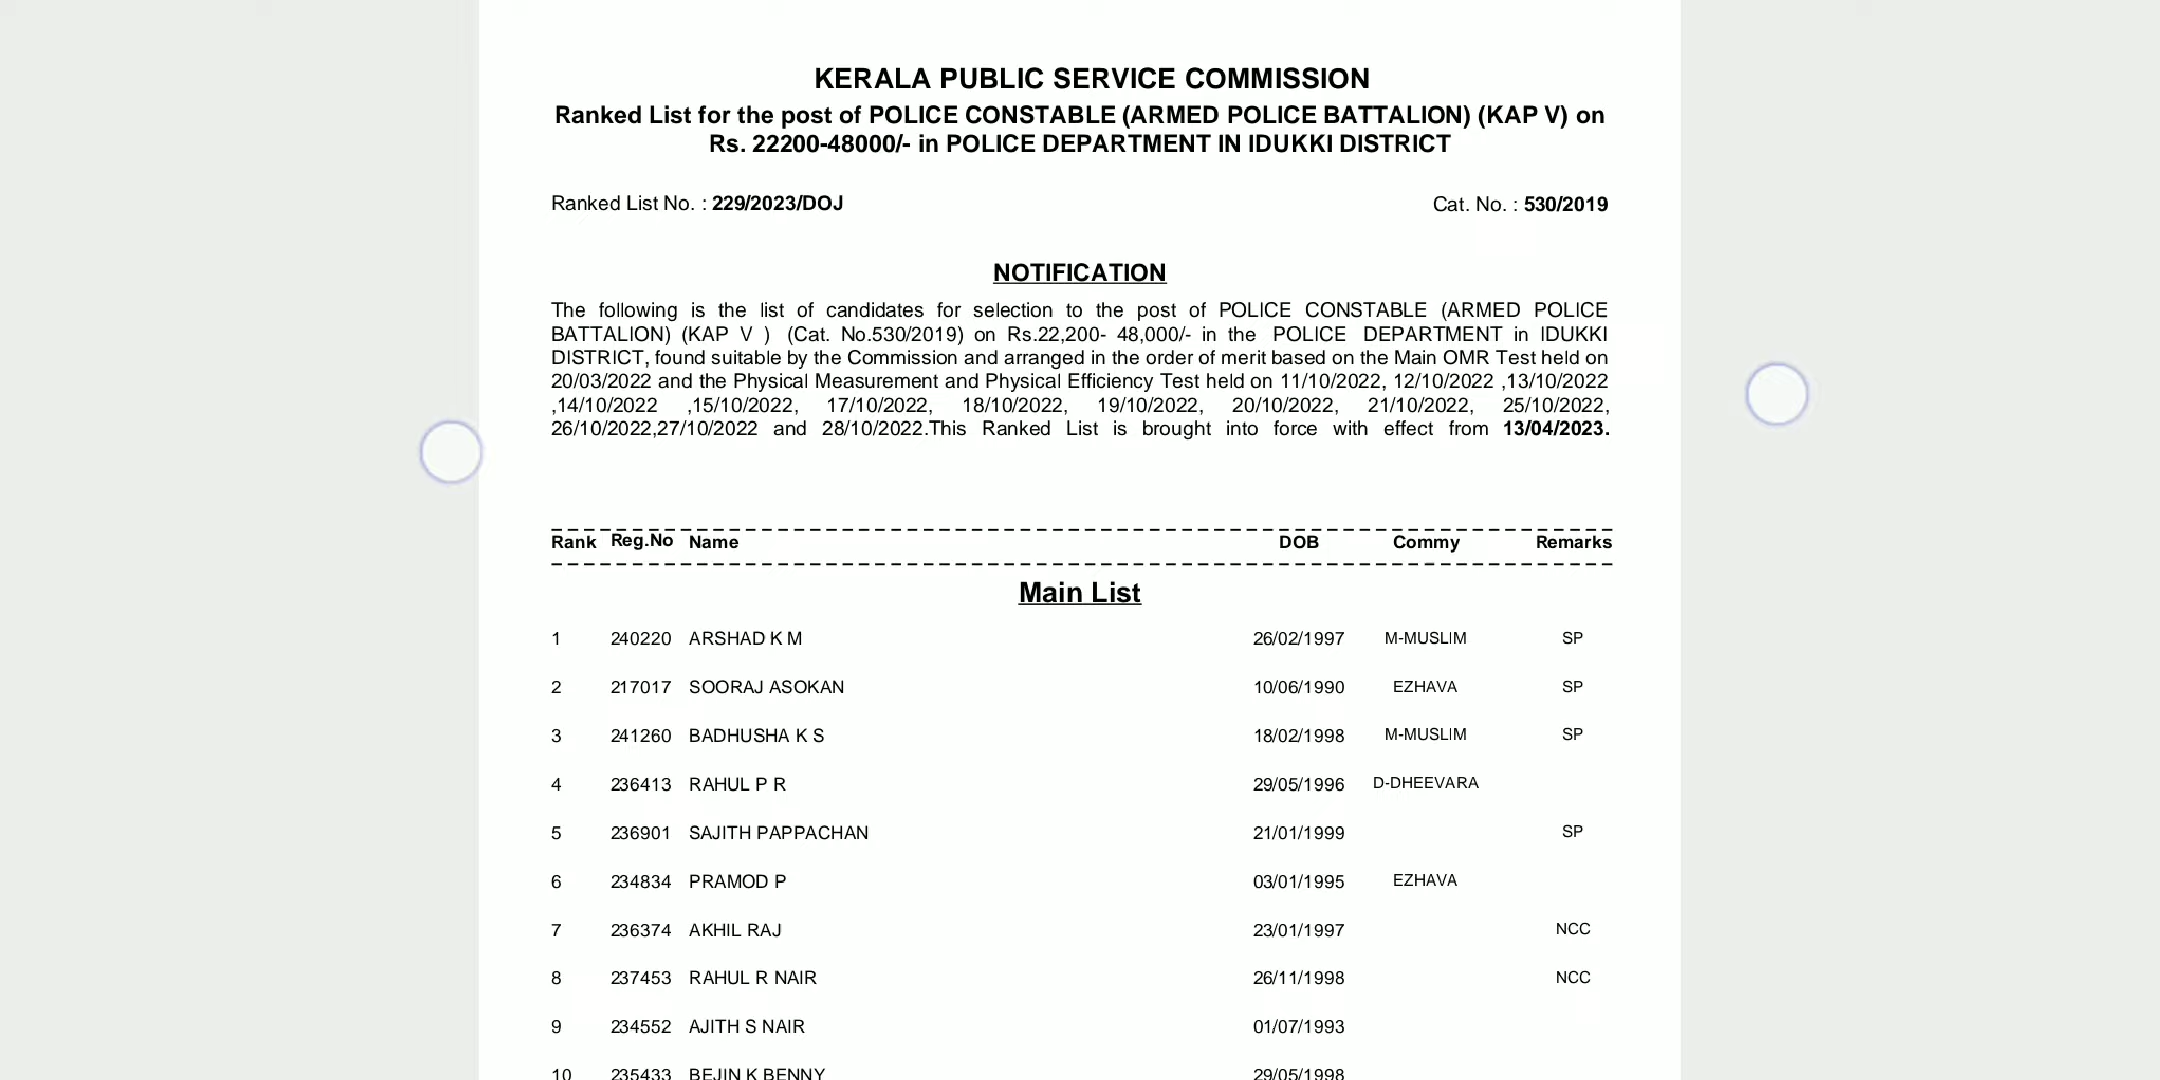 KERALA PUBLIC SERVICE COMMISSION
Ranked List for the post of POLICE CONSTABLE (ARMED POLICE BATTALION) (KAP V) on
Rs. 22200-48000/- in POLICE DEPARTMENT IN IDUKKI DISTRICT
Ranked List No. : 229/2023/DOJ Cat. No. : 530/2019
NOTIFICATION
The following is the list of candidates for selection to the post of POLICE CONSTABLE (ARMED POLICE
BATTALION) (KAP V ) (Cat. No.530/2019) on Rs.22,200- 48,000/- in the POLICE DEPARTMENT in IDUKKI
DISTRICT, found suitable by the Commission and arranged in the order of merit based on the Main OMR Test held on
20/03/2022 and the Physical Measurement and Physical Efficiency Test held on 11/10/2022, 12/10/2022 ,13/10/2022
,14/10/2022 ,15/10/2022, 17/10/2022, 18/10/2022, 19/10/2022, 20/10/2022, 21/10/2022, 25/10/2022,
26/10/2022,27/10/2022 and 28/10/2022.This Ranked List is brought into force with effect from 13/04/2023.
Rank Reg.No Name DOB Commy Remarks
Main List
1 240220 ARSHAD K M 26/02/1997 M-MUSLIM SP
2 217017 SOORAJ ASOKAN 10/06/1990 EZHAVA SP
3 241260 BADHUSHA K S 18/02/1998 M-MUSLIM SP
4 236413 RAHUL P R 29/05/1996 D-DHEEVARA
5 236901 SAJITH PAPPACHAN 21/01/1999 SP
6 234834 PRAMOD P 03/01/1995 EZHAVA
7 236374 AKHIL RAJ 23/01/1997 NCC
8 237453 RAHUL R NAIR 26/11/1998 NCC
9 234552 AJITH S NAIR 01/07/1993
10 235433 BEJIN K BENNY 29/05/1998